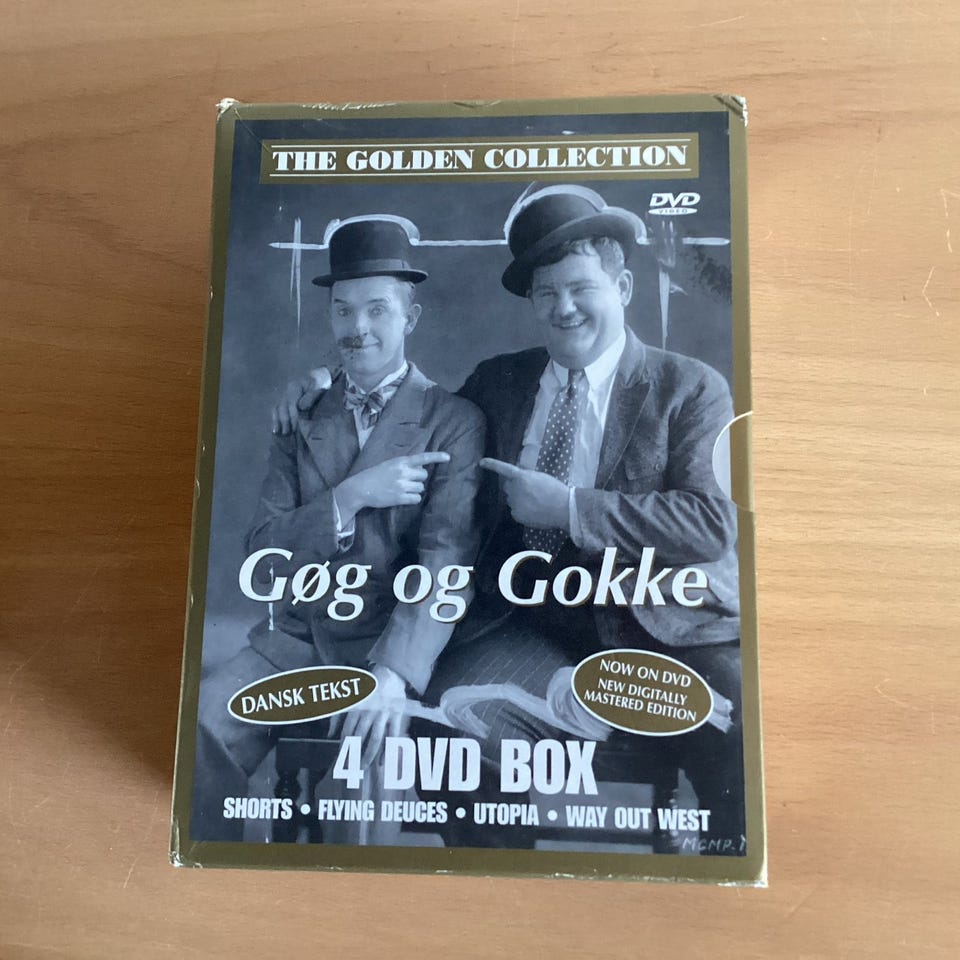 THE GOLDEN COLLECTION
DVD
VIDEO
Gøg og Gokke
DANSK TEKST
NOW ON DVD
NEW DIGITALLY
MASTERED EDITION
4 DVD BOX
SHORTS • FLYING DEUCES • UTOPIA • WAY OUT WEST